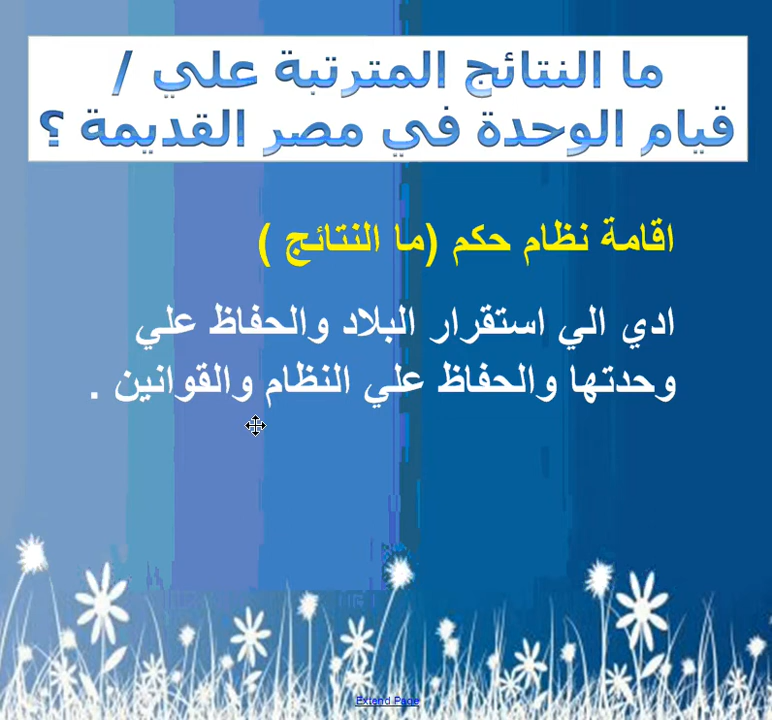 ما النتائج المترتبة علي /
قيام الوحدة في مصر القديمة ؟
اقامة نظام حكم (ما النتائج )
ادي الي استقرار البلاد والحفاظ علي
وحدتها والحفاظ علي النظام والقوانين .
Extend Page